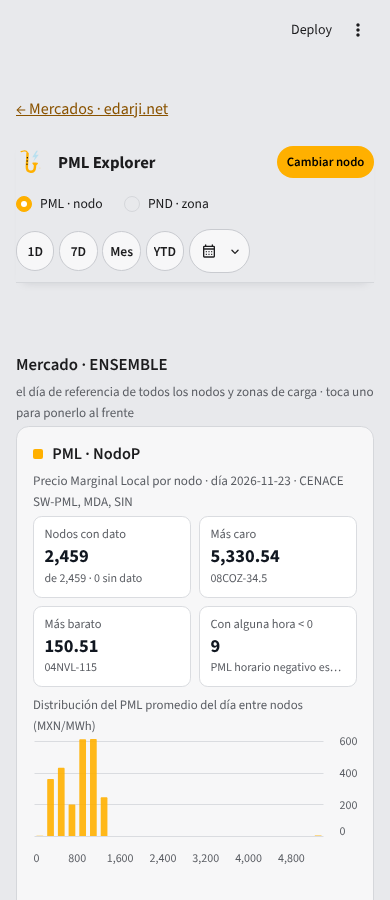 Deploy
← Mercados · edarji.net
PML Explorer
Cambiar nodo
PML · nodo
PND · zona
1D
7D
Mes
YTD
Mercado · ENSEMBLE
el día de referencia de todos los nodos y zonas de carga · toca uno
para ponerlo al frente
PML · NodoP
Precio Marginal Local por nodo · día 2026-11-23 · CENACE
SW-PML, MDA, SIN
Nodos con dato
2,459
de 2,459 · 0 sin dato
Más caro
5,330.54
08COZ-34.5
Más barato
150.51
04NVL-115
Con alguna hora < 0
9
PML horario negativo es...
Distribución del PML promedio del día entre nodos
(MXN/MWh)
600
400
200
0
0 800 1,600 2,400 3,200 4,000 4,800